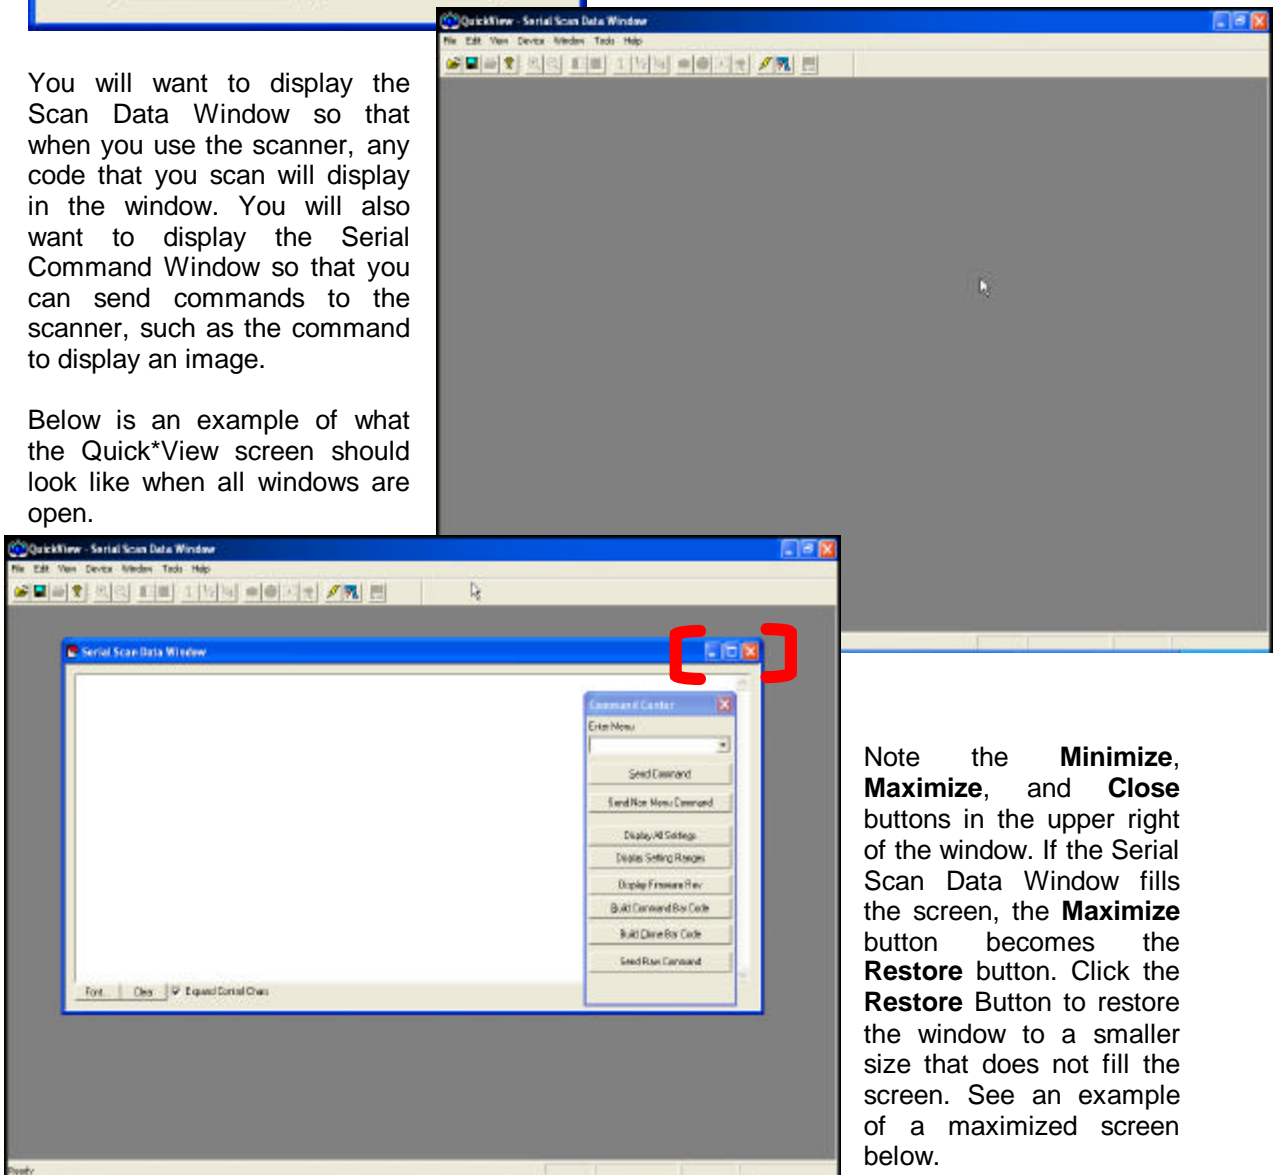 QuickView - Serial Scan Data Window
File Edit View Device Window Tools Help
You will want to display the
Scan Data Window so that
when you use the scanner, any
code that you scan will display
in the window. You will also
want to display the Serial
Command Window so that you
can send commands to the
scanner, such as the command
to display an image.
Below is an example of what
the Quick*View screen should
look like when all windows are
open.
QuickView - Serial Scan Data Window
File Edit View Device Window Tools Help
Serial Scan Data Window
Command Center
Enter Menu
Send Command
Send Non Menu Command
Display All Settings
Display Setting Ranges
Display Firmware Rev
Build Command Bar Code
Build Clone Bar Code
Send Raw Command
Font Clear Expand Control Chars
Ready
Note the Minimize,
Maximize, and Close
buttons in the upper right
of the window. If the Serial
Scan Data Window fills
the screen, the Maximize
button becomes the
Restore button. Click the
Restore Button to restore
the window to a smaller
size that does not fill the
screen. See an example
of a maximized screen
below.